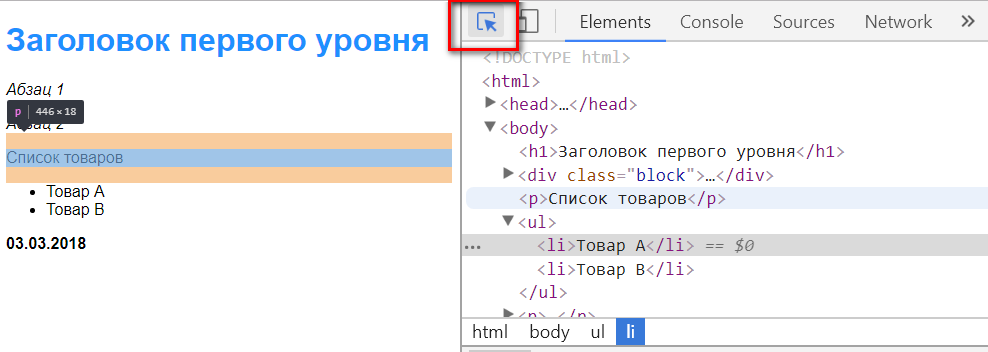 Заголовок первого уровня
Абзац 1
p 446 × 18
Абзац 2
Список товаров
Товар A
Товар B
03.03.2018
Elements Console Sources Network »
<!DOCTYPE html>
<html>
<head>…</head>
<body>
<h1>Заголовок первого уровня</h1>
<div class="block">…</div>
<p>Список товаров</p>
<ul>
... <li>Товар A</li> == $0
<li>Товар B</li>
</ul>
<p>…</p>
html body ul li